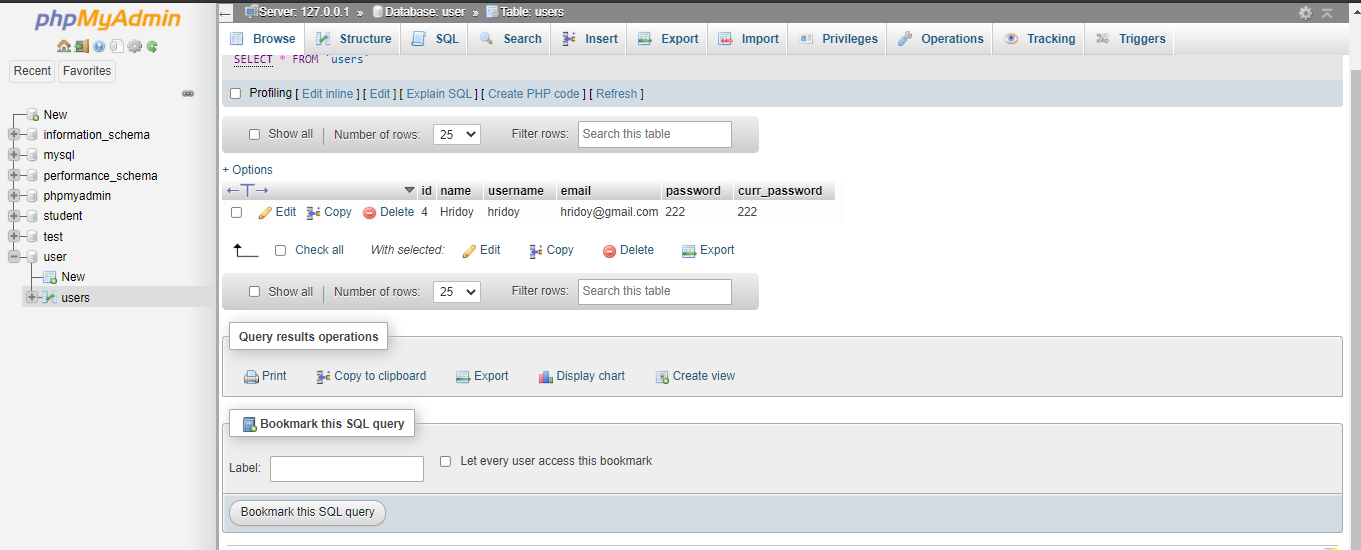 phpMyAdmin
Recent Favorites
New
information_schema
mysql
performance_schema
phpmyadmin
student
test
user
New
users
Server: 127.0.0.1 » Database: user » Table: users
Browse Structure SQL Search Insert Export Import Privileges Operations Tracking Triggers
SELECT * FROM `users`
Profiling [ Edit inline ] [ Edit ] [ Explain SQL ] [ Create PHP code ] [ Refresh ]
Show all Number of rows: 25 Filter rows: Search this table
+ Options
←T→ id name username email password curr_password
Edit Copy Delete 4 Hridoy hridoy hridoy@gmail.com 222 222
Check all With selected: Edit Copy Delete Export
Show all Number of rows: 25 Filter rows: Search this table
Query results operations
Print Copy to clipboard Export Display chart Create view
Bookmark this SQL query
Label: Let every user access this bookmark
Bookmark this SQL query